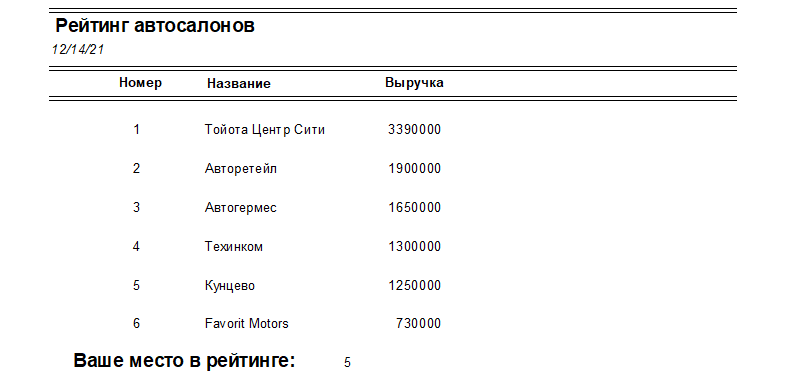 Рейтинг автосалонов
12/14/21
Номер Название Выручка
1 Тойота Центр Сити 3390000
2 Авторетейл 1900000
3 Автогермес 1650000
4 Техинком 1300000
5 Кунцево 1250000
6 Favorit Motors 730000
Ваше место в рейтинге: 5